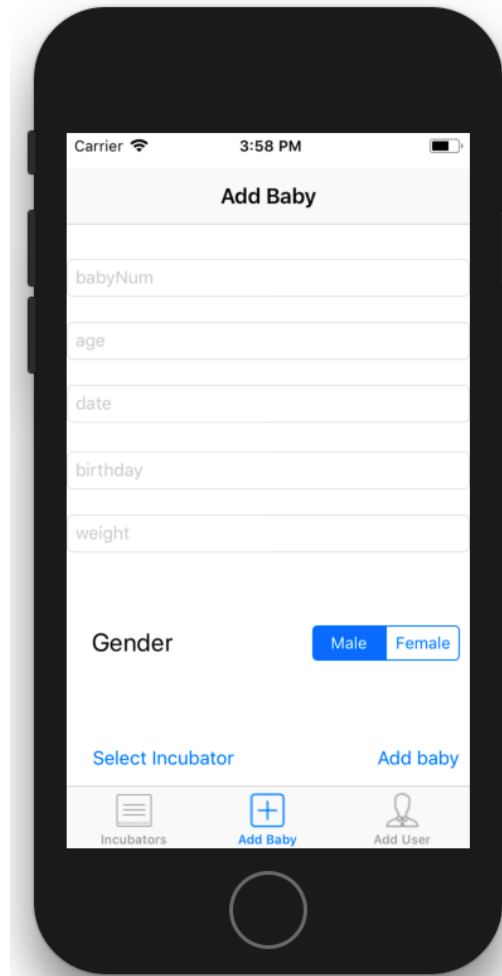 Carrier 3:58 PM
Add Baby
babyNum
age
date
birthday
weight
Gender Male Female
Select Incubator Add baby
Incubators Add Baby Add User